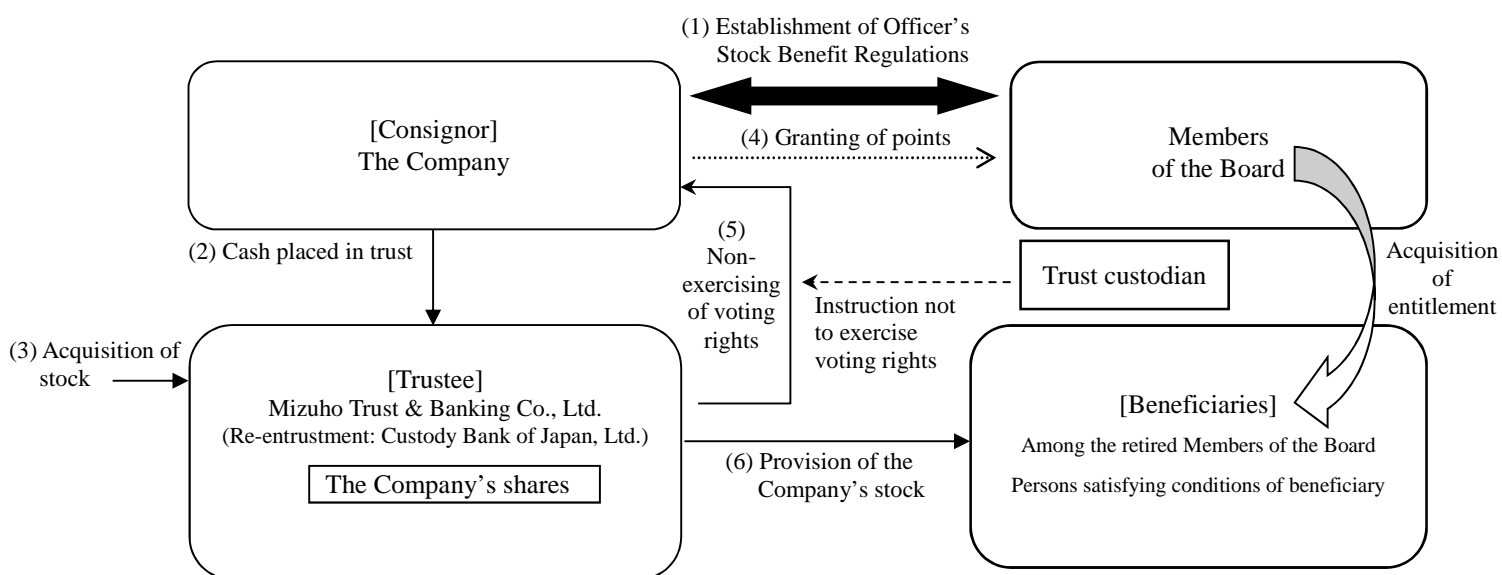 (1) Establishment of Officer’s
Stock Benefit Regulations
[Consignor]
The Company
(4) Granting of points
Members
of the Board
(2) Cash placed in trust
(5)
Non-
exercising
of voting
rights
Instruction not
to exercise
voting rights
Trust custodian
Acquisition
of
entitlement
(3) Acquisition of
stock
[Trustee]
Mizuho Trust & Banking Co., Ltd.
(Re-entrustment: Custody Bank of Japan, Ltd.)
The Company’s shares
(6) Provision of the
Company’s stock
[Beneficiaries]
Among the retired Members of the Board
Persons satisfying conditions of beneficiary